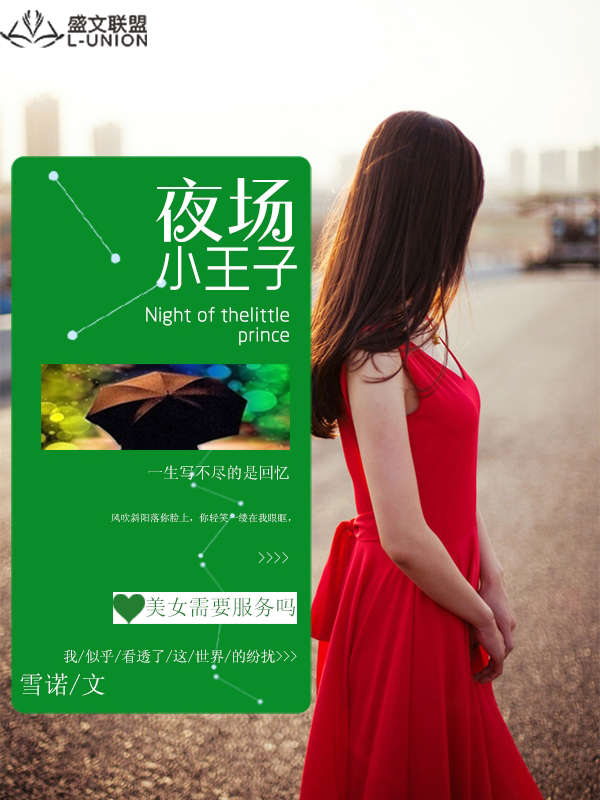 盛文联盟
L-UNION
夜场
小王子
Night of thelittle
prince
一生写不尽的是回忆
风吹斜阳落你脸上，你轻笑一缕在我眼眶，
>>>>
美女需要服务吗
我/似乎/看透了/这/世界/的纷扰>>>
雪诺/文